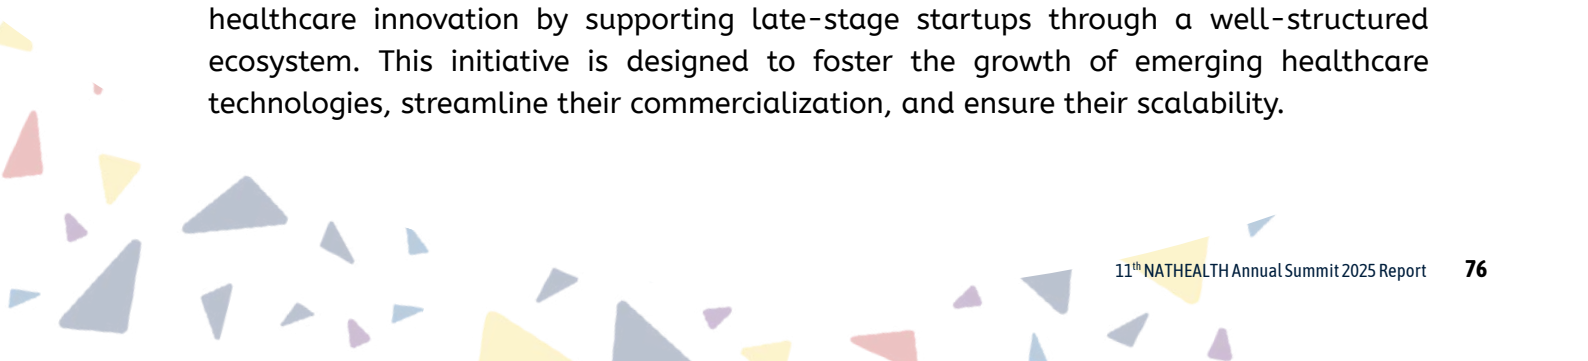 healthcare innovation by supporting late-stage startups through a well-structured
ecosystem. This initiative is designed to foster the growth of emerging healthcare
technologies, streamline their commercialization, and ensure their scalability.
11th NATHEALTH Annual Summit 2025 Report 76